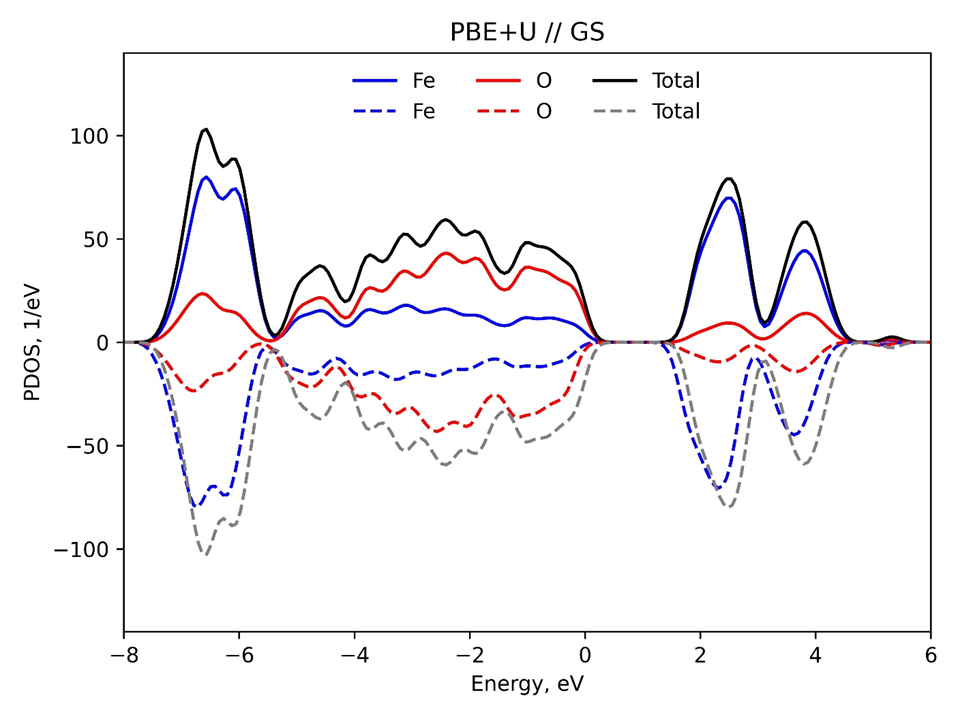 PBE+U // GS
Fe O Total
Fe O Total
100
50
0
−50
−100
PDOS, 1/eV
−8 −6 −4 −2 0 2 4 6
Energy, eV